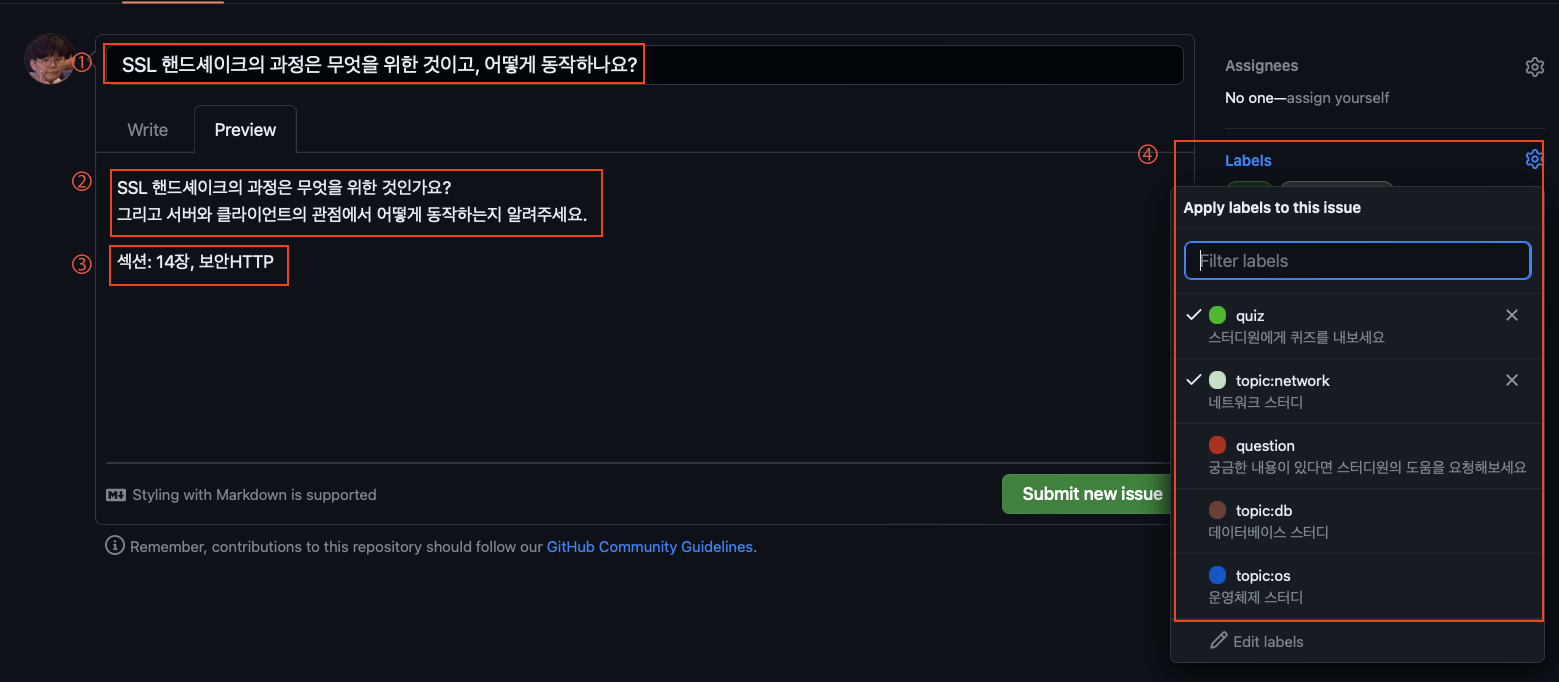 ①
SSL 핸드셰이크의 과정은 무엇을 위한 것이고, 어떻게 동작하나요?
Write
Preview
②
SSL 핸드셰이크의 과정은 무엇을 위한 것인가요?
그리고 서버와 클라이언트의 관점에서 어떻게 동작하는지 알려주세요.
③
섹션: 14장, 보안HTTP
Styling with Markdown is supported
Submit new issue
Remember, contributions to this repository should follow our GitHub Community Guidelines.
Assignees
No one—assign yourself
④
Labels
Apply labels to this issue
Filter labels
quiz
스터디원에게 퀴즈를 내보세요
topic:network
네트워크 스터디
question
궁금한 내용이 있다면 스터디원의 도움을 요청해보세요
topic:db
데이터베이스 스터디
topic:os
운영체제 스터디
Edit labels